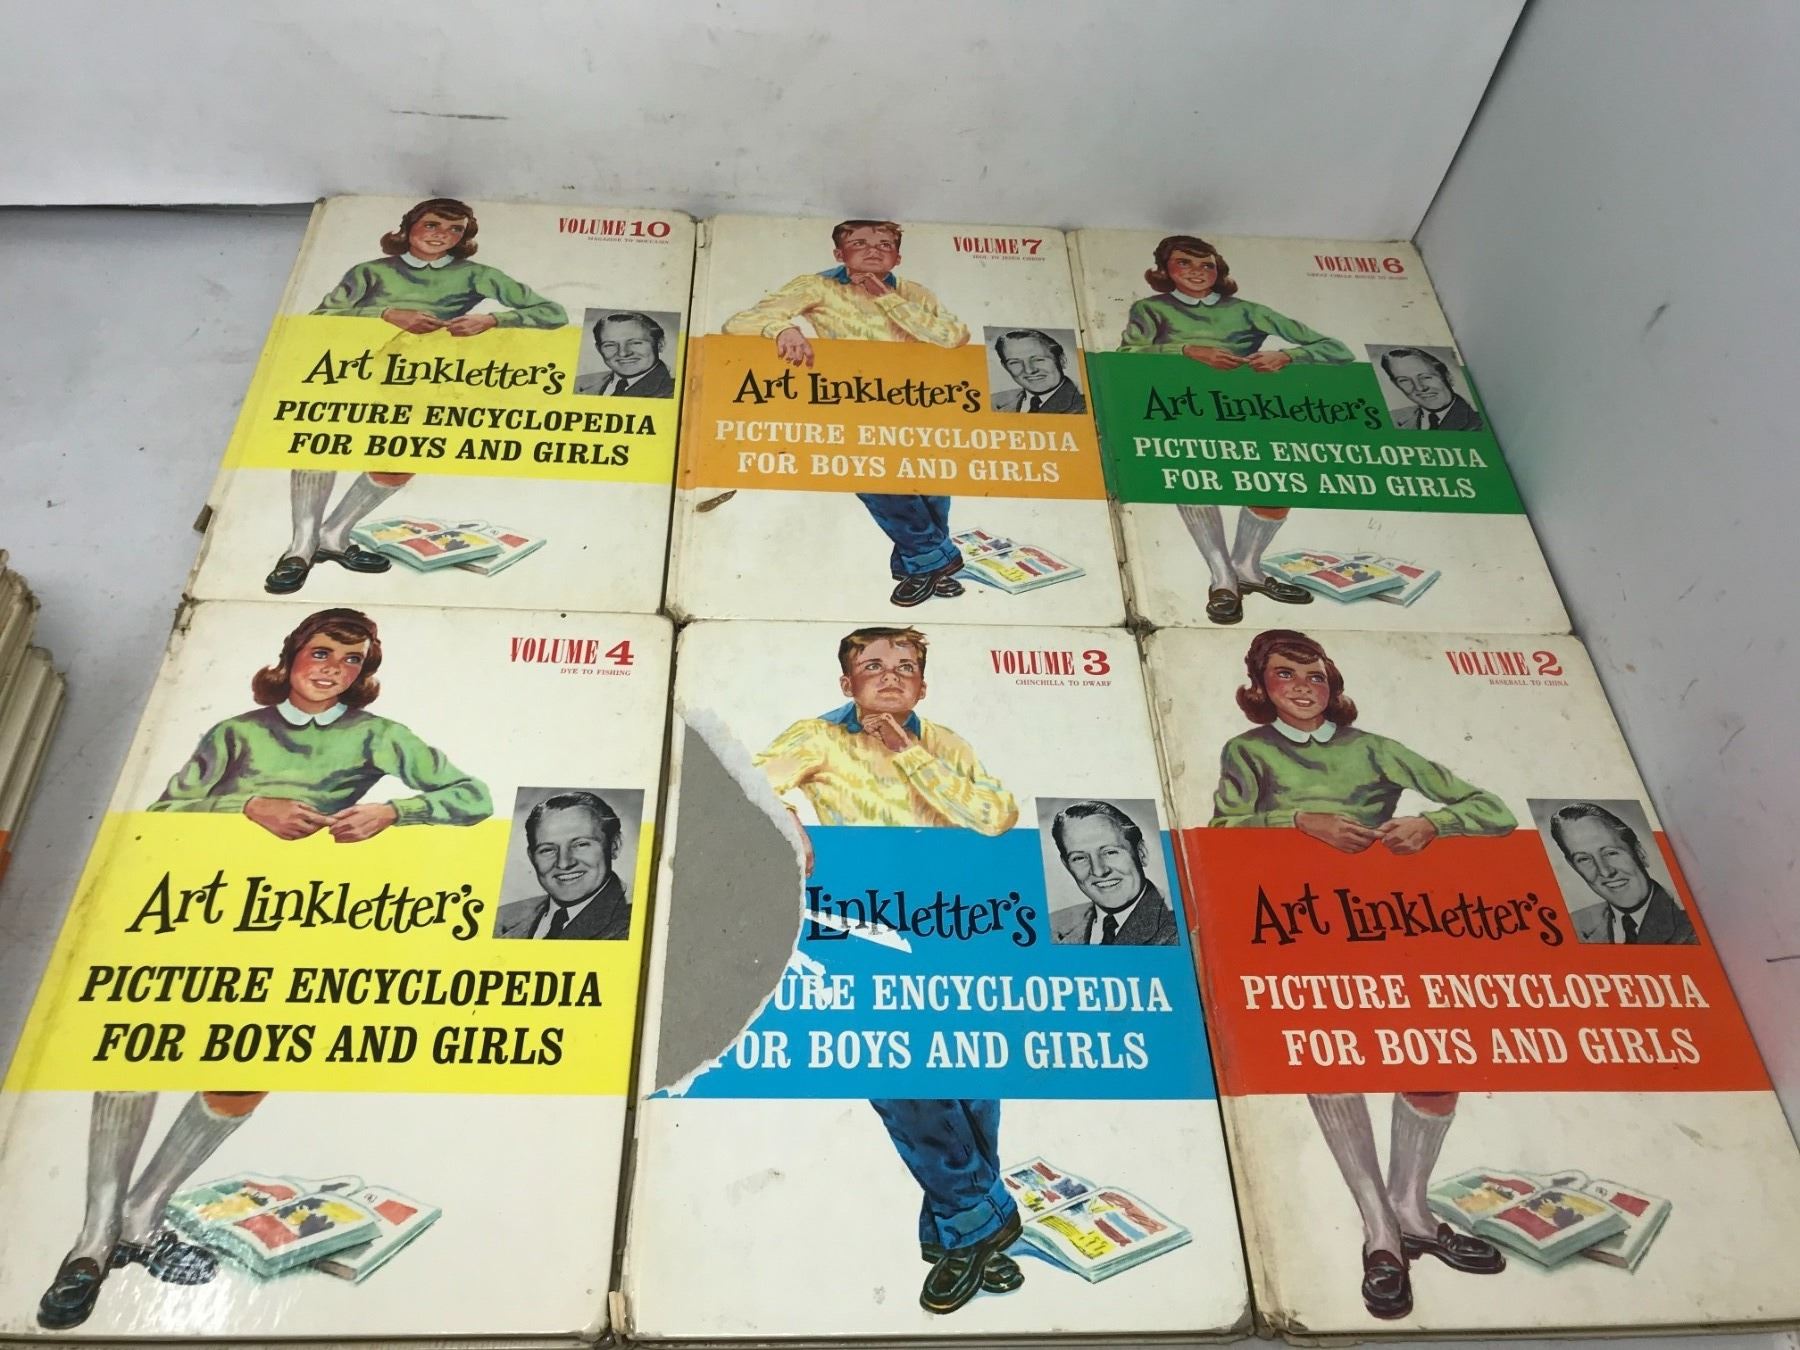 VOLUME 10
MAGAZINE TO MOCCASIN
Art Linkletter's
PICTURE ENCYCLOPEDIA
FOR BOYS AND GIRLS
VOLUME 7
IDOL TO JESUS CHRIST
Art Linkletter's
PICTURE ENCYCLOPEDIA
FOR BOYS AND GIRLS
VOLUME 6
Art Linkletter's
PICTURE ENCYCLOPEDIA
FOR BOYS AND GIRLS
VOLUME 4
DYE TO FISHING
Art Linkletter's
PICTURE ENCYCLOPEDIA
FOR BOYS AND GIRLS
VOLUME 3
CHINCHILLA TO DWARF
Linkletter's
URE ENCYCLOPEDIA
FOR BOYS AND GIRLS
VOLUME 2
BASEBALL TO CHINA
Art Linkletter's
PICTURE ENCYCLOPEDIA
FOR BOYS AND GIRLS